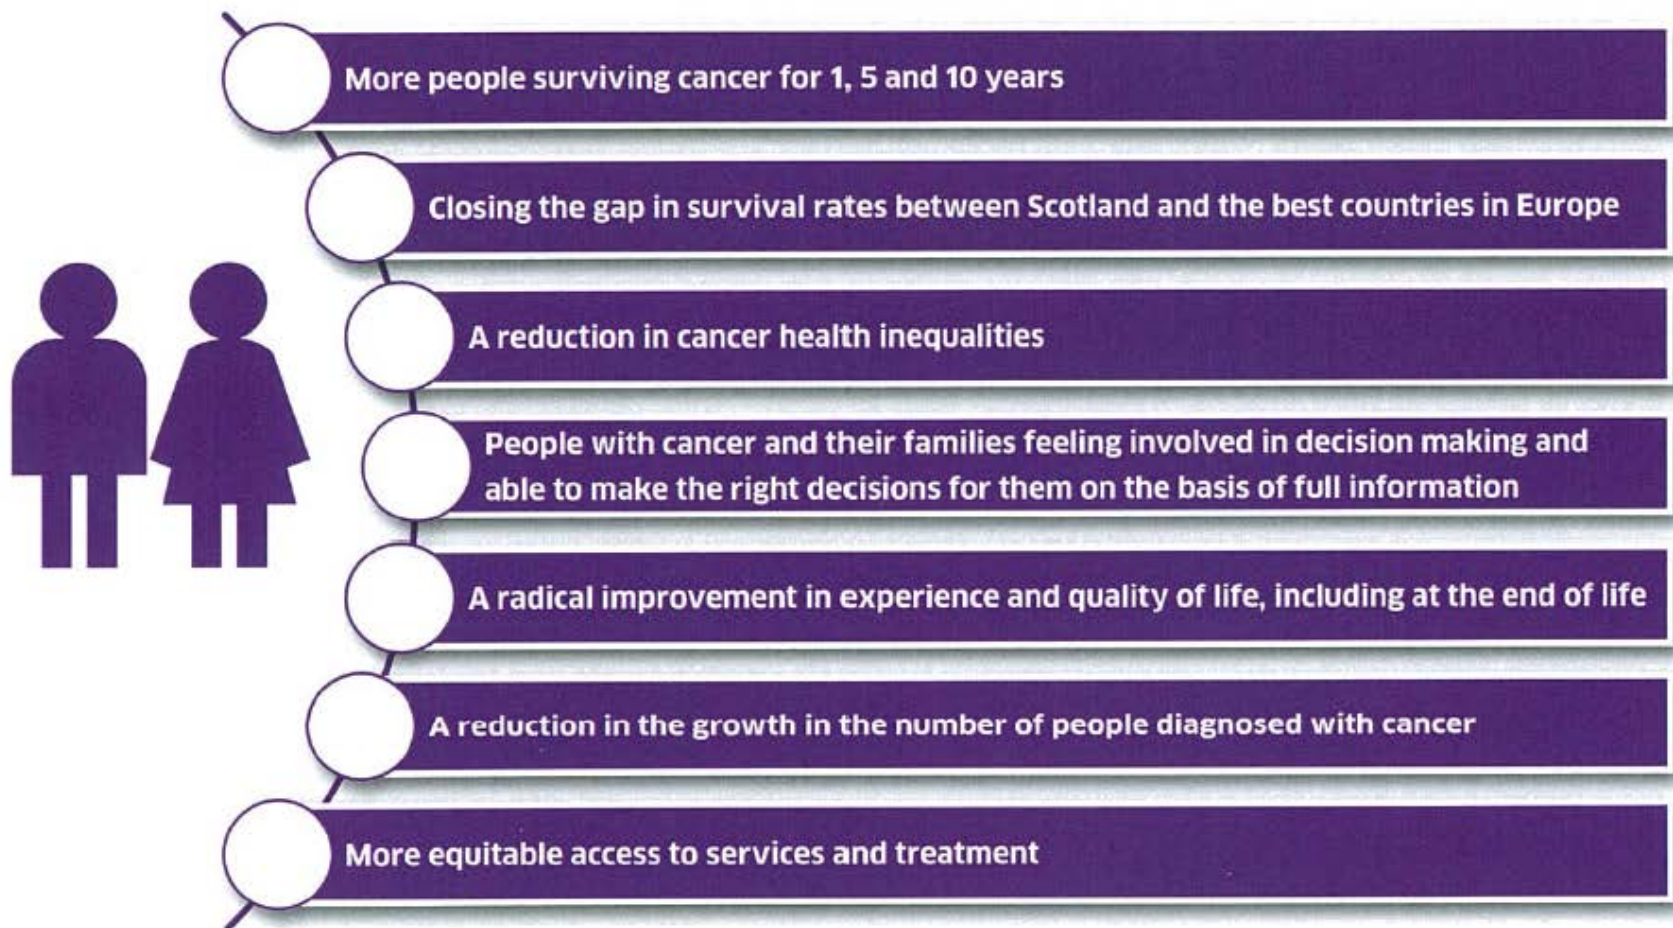 More people surviving cancer for 1, 5 and 10 years
Closing the gap in survival rates between Scotland and the best countries in Europe
A reduction in cancer health inequalities
People with cancer and their families feeling involved in decision making and
able to make the right decisions for them on the basis of full information
A radical improvement in experience and quality of life, including at the end of life
A reduction in the growth in the number of people diagnosed with cancer
More equitable access to services and treatment